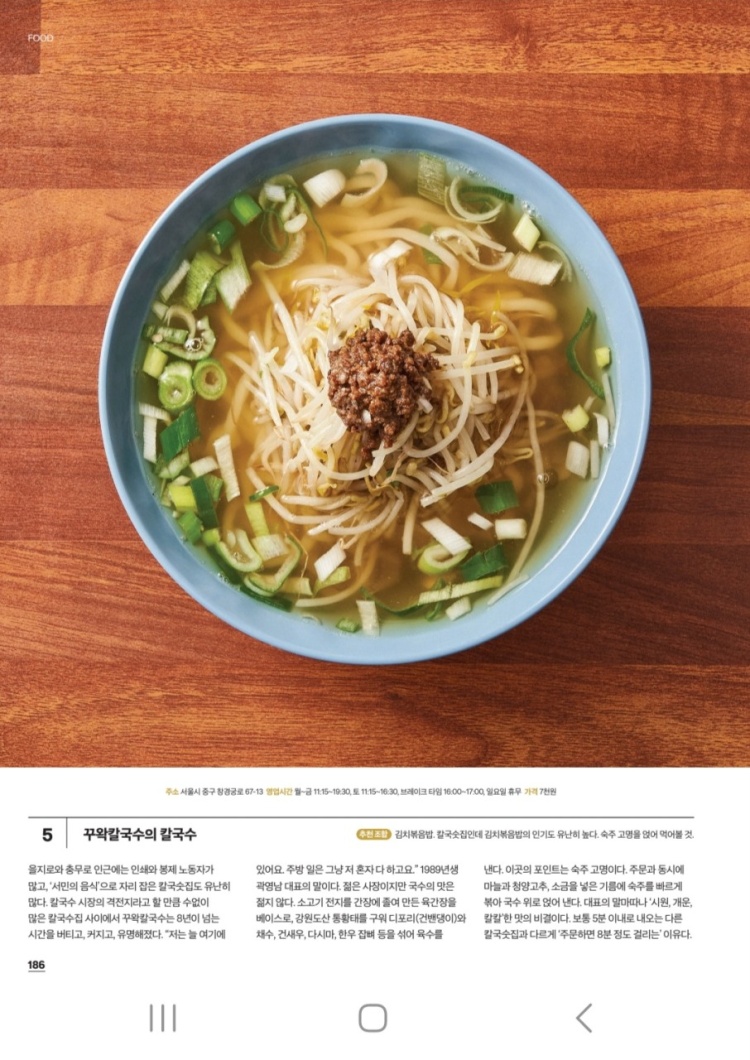 FOOD
주소 서울시 중구 창경궁로 67-13 영업시간 월~금 11:15~19:30, 토 11:15~16:30, 브레이크 타임 16:00~17:00, 일요일 휴무 가격 7천원
5 꾸왁칼국수의 칼국수
추천 조합 김치볶음밥. 칼국숫집인데 김치볶음밥의 인기도 유난히 높다. 숙주 고명을 얹어 먹어볼 것.
을지로와 충무로 인근에는 인쇄와 봉제 노동자가
많고, ‘서민의 음식’으로 자리 잡은 칼국숫집도 유난히
많다. 칼국수 시장의 격전지라고 할 만큼 수없이
많은 칼국숫집 사이에서 꾸왁칼국수는 8년이 넘는
시간을 버티고, 커지고, 유명해졌다. “저는 늘 여기에
있어요. 주방 일은 그냥 저 혼자 다 하고요.” 1989년생
곽영남 대표의 말이다. 젊은 사장이지만 국수의 맛은
젊지 않다. 소고기 전지를 간장에 졸여 만든 육간장을
베이스로, 강원도산 통황태를 구워 디포리(건밴댕이)와
채수, 건새우, 다시마, 한우 잡뼈 등을 섞어 육수를
낸다. 이곳의 포인트는 숙주 고명이다. 주문과 동시에
마늘과 청양고추, 소금을 넣은 기름에 숙주를 빠르게
볶아 국수 위로 얹어 낸다. 대표의 말마따나 ‘시원, 개운,
칼칼’한 맛의 비결이다. 보통 5분 이내로 내오는 다른
칼국숫집과 다르게 ‘주문하면 8분 정도 걸리는’ 이유다.
186